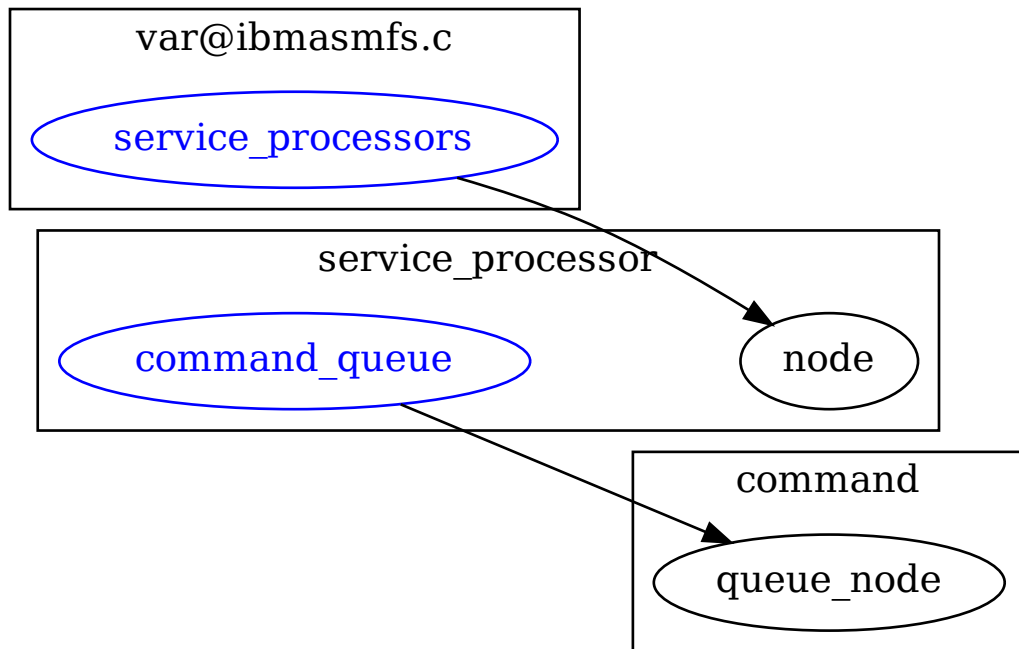 var@ibmasmfs.c
service_processors
service_processor
command_queue
node
command
queue_node